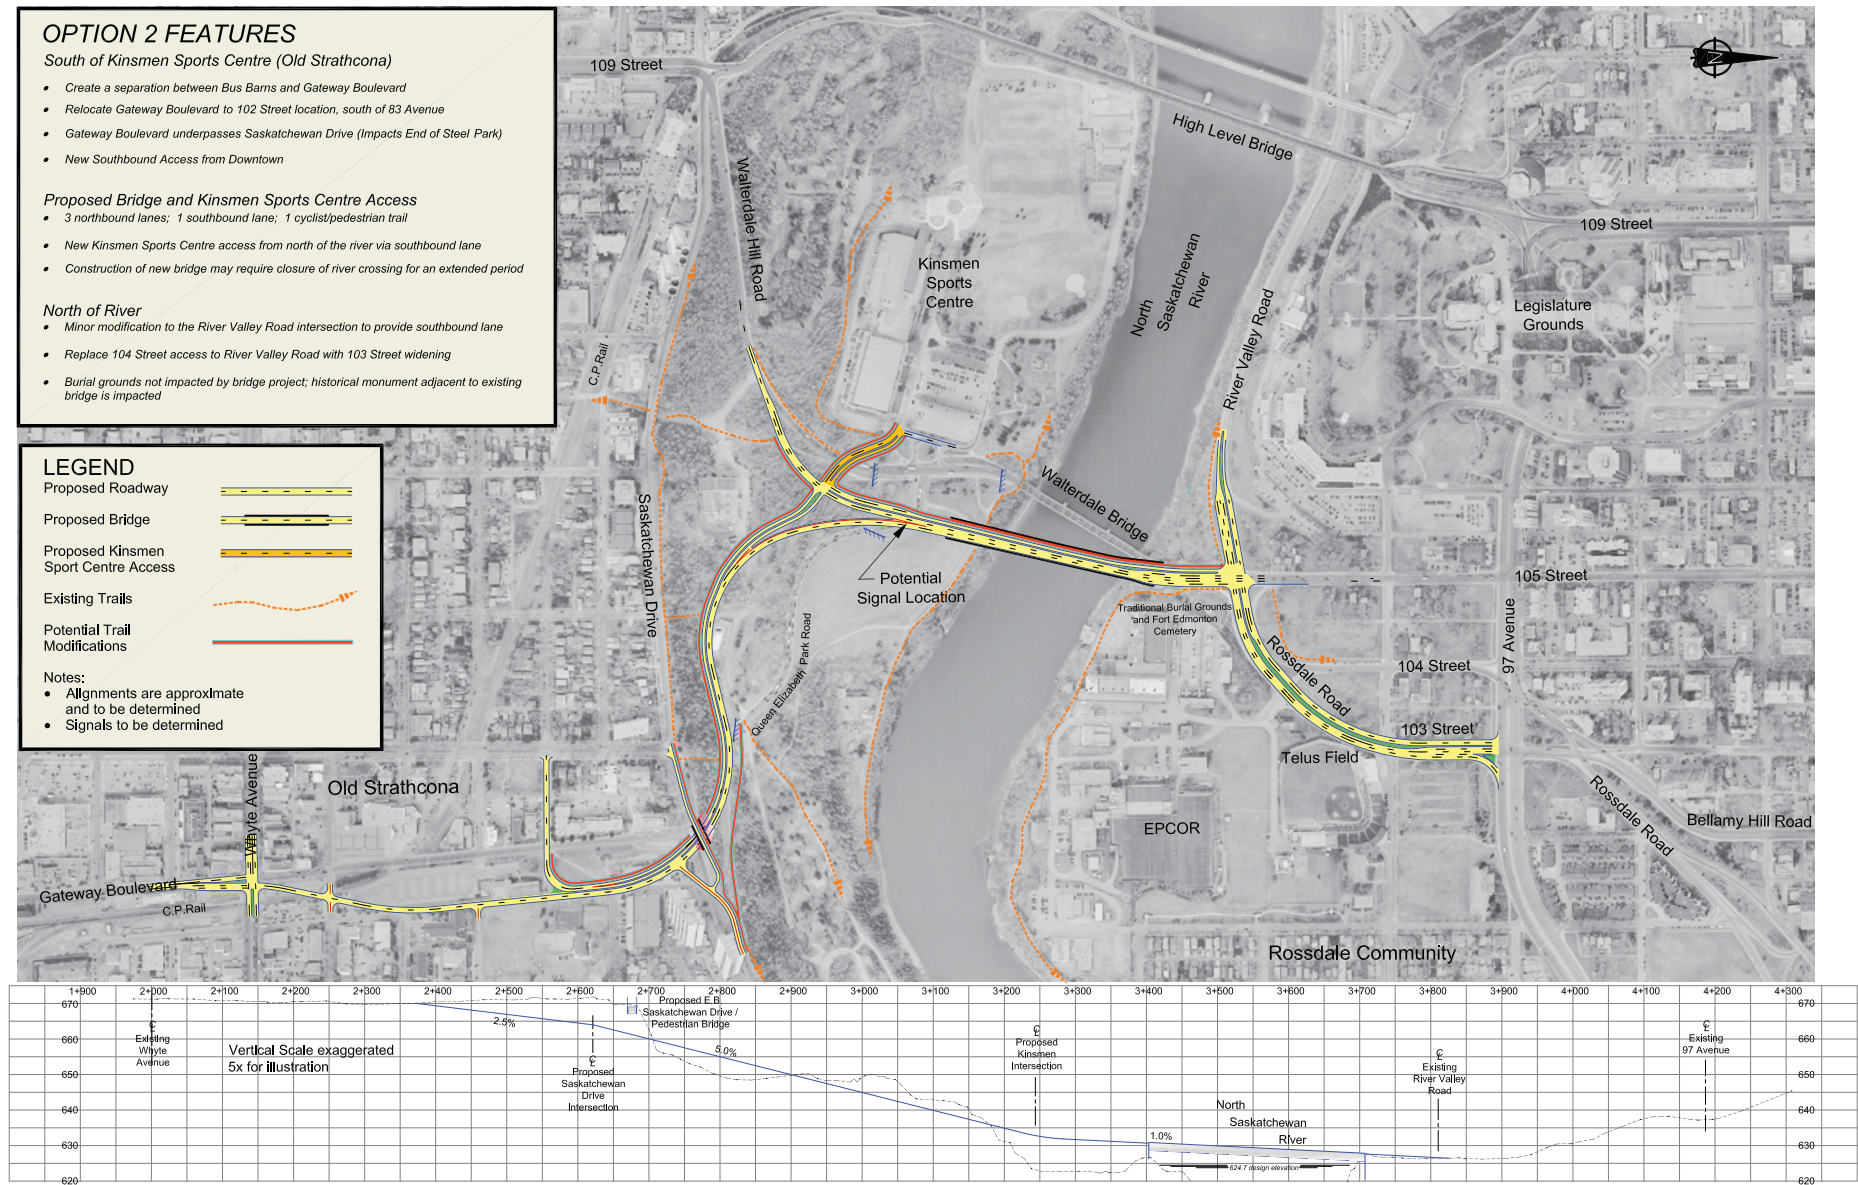 OPTION 2 FEATURES
South of Kinsmen Sports Centre (Old Strathcona)
• Create a separation between Bus Barns and Gateway Boulevard
• Relocate Gateway Boulevard to 102 Street location, south of 83 Avenue
• Gateway Boulevard underpasses Saskatchewan Drive (Impacts End of Steel Park)
• New Southbound Access from Downtown
Proposed Bridge and Kinsmen Sports Centre Access
• 3 northbound lanes; 1 southbound lane; 1 cyclist/pedestrian trail
• New Kinsmen Sports Centre access from north of the river via southbound lane
• Construction of new bridge may require closure of river crossing for an extended period
North of River
• Minor modification to the River Valley Road intersection to provide southbound lane
• Replace 104 Street access to River Valley Road with 103 Street widening
• Burial grounds not impacted by bridge project; historical monument adjacent to existing
bridge is impacted
LEGEND
Proposed Roadway
Proposed Bridge
Proposed Kinsmen
Sport Centre Access
Existing Trails
Potential Trail
Modifications
Notes:
• Alignments are approximate
and to be determined
• Signals to be determined
109 Street
Walterdale Hill Road
C.P.Rail
Saskatchewan Drive
Kinsmen
Sports
Centre
High Level Bridge
North
Saskatchewan
River
River Valley Road
109 Street
Legislature
Grounds
N
Walterdale Bridge
Potential
Signal Location
Queen Elizabeth Park Road
Traditional Burial Grounds
and Fort Edmonton
Cemetery
105 Street
97 Avenue
104 Street
Rossdale Road
103 Street
Telus Field
EPCOR
Rossdale Road
Bellamy Hill Road
Rossdale Community
Old Strathcona
Whyte Avenue
Gateway Boulevard
C.P.Rail
1+900 2+000 2+100 2+200 2+300 2+400 2+500 2+600 2+700 2+800 2+900 3+000 3+100 3+200 3+300 3+400 3+500 3+600 3+700 3+800 3+900 4+000 4+100 4+200 4+300
670 670
660 660
650 650
640 640
630 630
620 620
℄
Existing
Whyte
Avenue
Vertical Scale exaggerated
5x for illustration
2.5%
℄
Proposed
Saskatchewan
Drive
Intersection
Proposed E.B.
Saskatchewan Drive /
Pedestrian Bridge
5.0%
℄
Proposed
Kinsmen
Intersection
1.0%
North
Saskatchewan
River
624.7 design elevation
℄
Existing
River Valley
Road
℄
Existing
97 Avenue